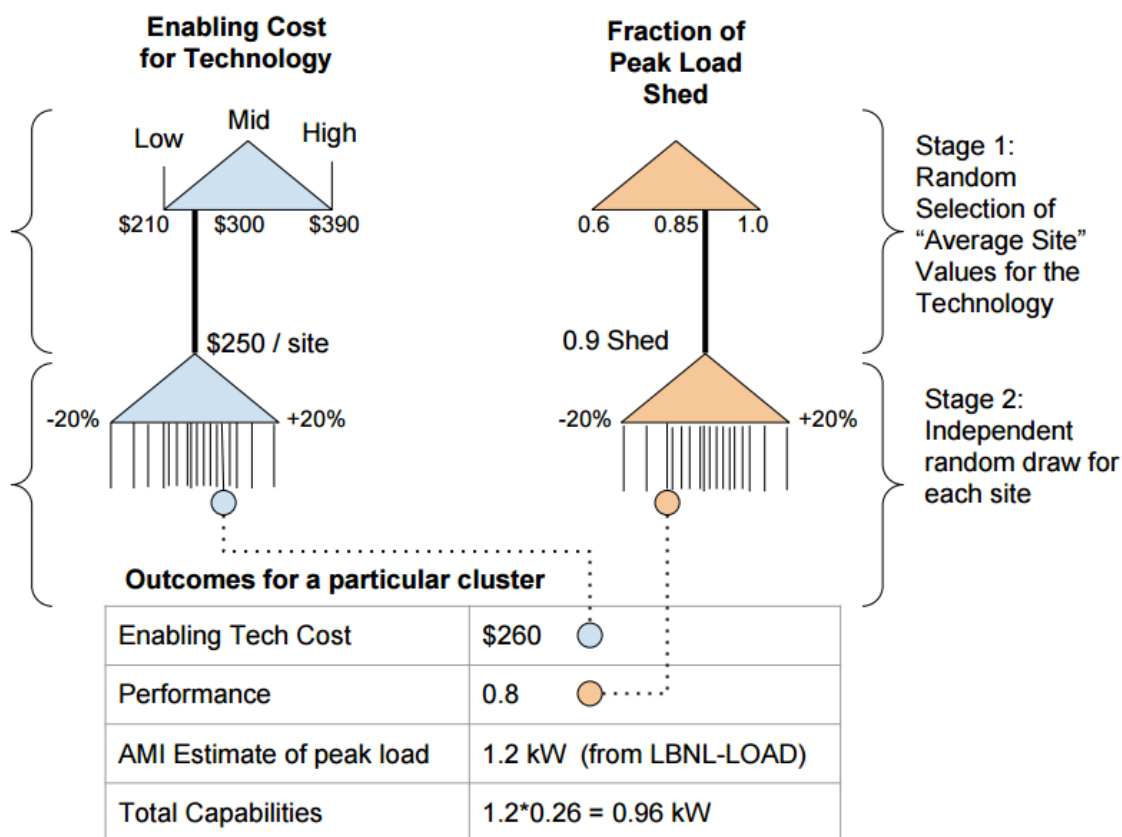 Enabling Cost
for Technology
Fraction of
Peak Load
Shed
Low
Mid
High
$210
$300
$390
0.6
0.85
1.0
Stage 1:
Random
Selection of
“Average Site”
Values for the
Technology
$250 / site
0.9 Shed
-20%
+20%
-20%
+20%
Stage 2:
Independent
random draw for
each site
Outcomes for a particular cluster
Enabling Tech Cost
$260
Performance
0.8
AMI Estimate of peak load
1.2 kW (from LBNL-LOAD)
Total Capabilities
1.2*0.26 = 0.96 kW